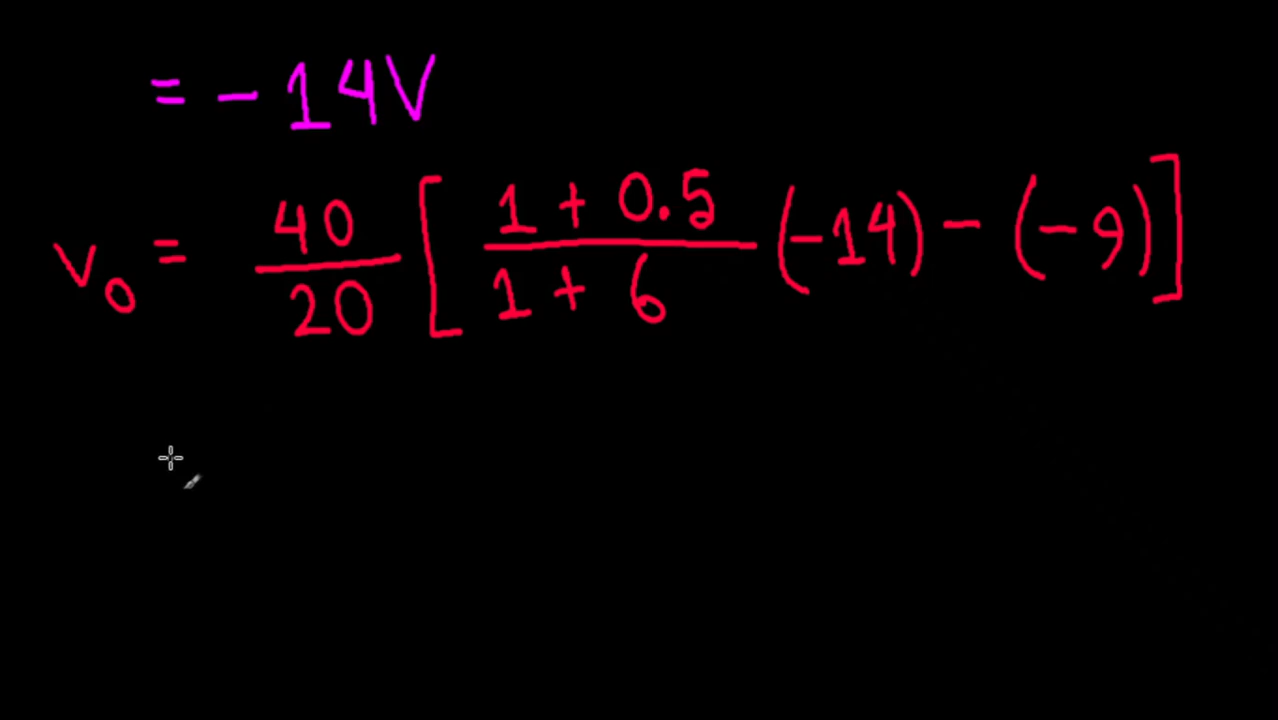 = - 14V
v₀ = 40/20 [ (1 + 0.5)/(1 + 6) (-14) - (-9) ]